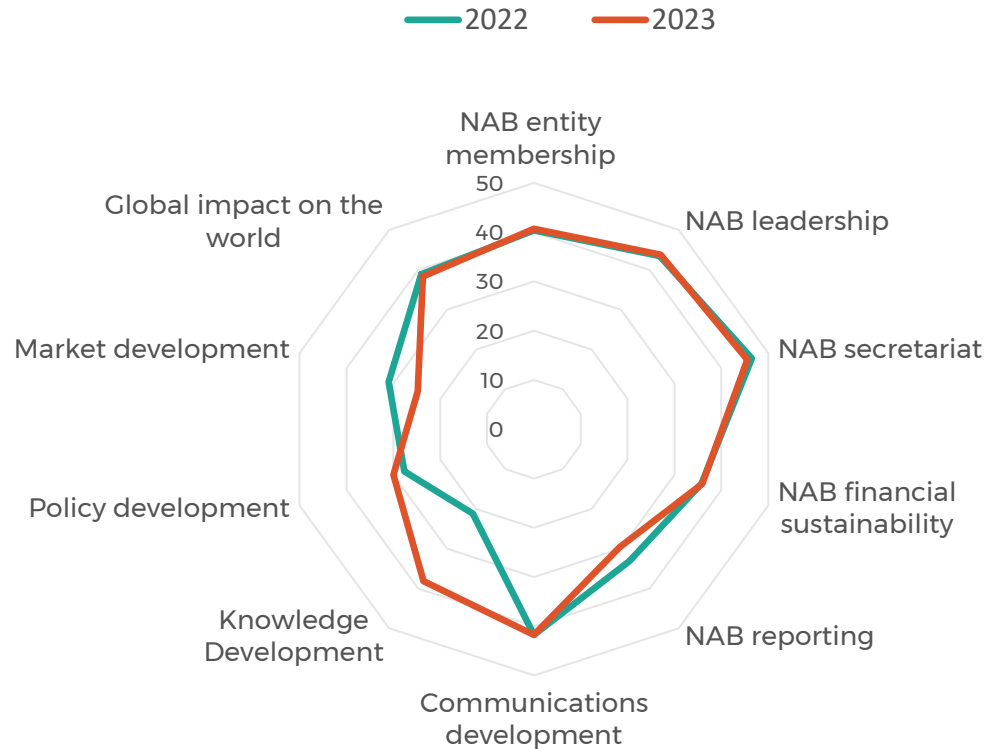 2022
2023
NAB entity
membership
50
Global impact on the
world
NAB leadership
40
30
Market development
NAB secretariat
20
10
0
Policy development
NAB financial
sustainability
Knowledge
Development
NAB reporting
Communications
development